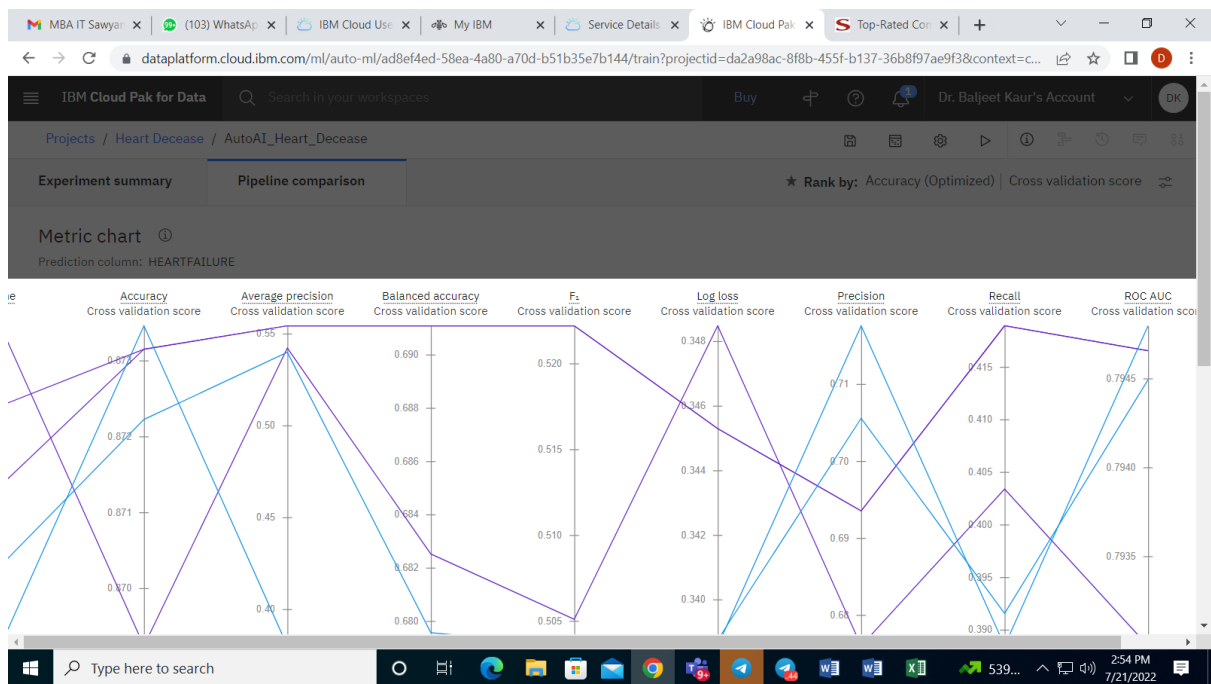 MBA IT Sawyan
(103) WhatsAp
IBM Cloud Use
My IBM
Service Details
IBM Cloud Pak
Top-Rated Con
dataplatform.cloud.ibm.com/ml/auto-ml/ad8ef4ed-58ea-4a80-a70d-b51b35e7b144/train?projectid=da2a98ac-8f8b-455f-b137-36b8f97ae9f3&context=c...
D
IBM Cloud Pak for Data
Search in your workspaces
Buy
1
Dr. Baljeet Kaur's Account
DK
Projects / Heart Decease / AutoAI_Heart_Decease
Experiment summary
Pipeline comparison
Rank by: Accuracy (Optimized) | Cross validation score
Metric chart
Prediction column: HEARTFAILURE
Accuracy
Cross validation score
0.873
0.872
0.871
0.870
Average precision
Cross validation score
0.55
0.50
0.45
0.40
Balanced accuracy
Cross validation score
0.690
0.688
0.686
0.684
0.682
0.680
F₁
Cross validation score
0.520
0.515
0.510
0.505
Log loss
Cross validation score
0.348
0.346
0.344
0.342
0.340
Precision
Cross validation score
0.71
0.70
0.69
0.68
Recall
Cross validation score
0.415
0.410
0.405
0.400
0.395
0.390
ROC AUC
Cross validation scor
0.7945
0.7940
0.7935
Type here to search
9+
44
539...
2:54 PM
7/21/2022